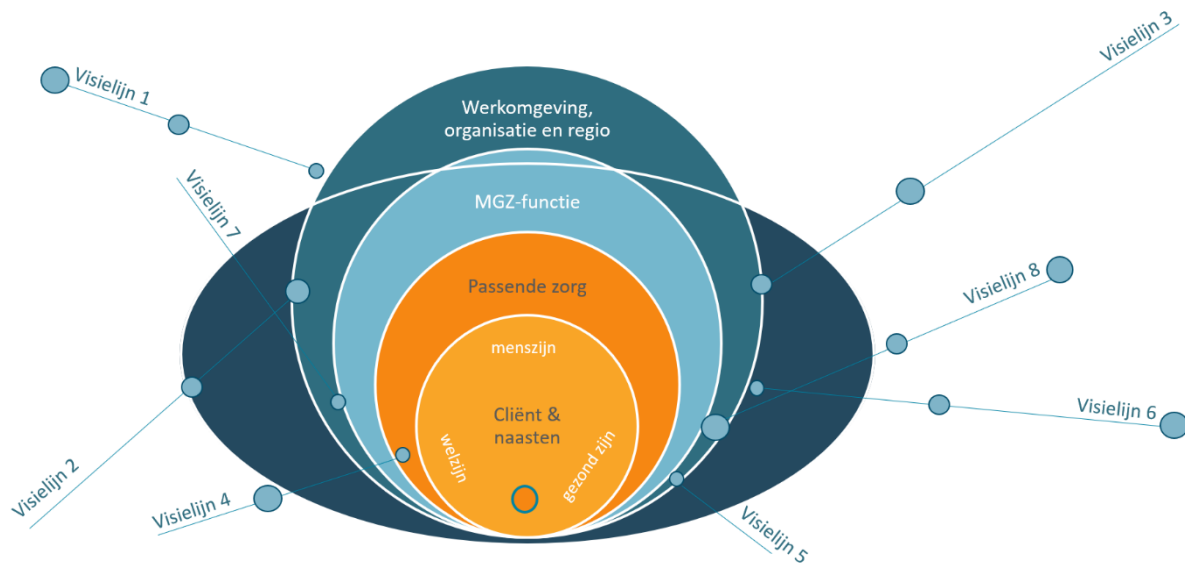 Visielijn 1
Visielijn 3
Werkomgeving,
organisatie en regio
Visielijn 7
MGZ-functie
Visielijn 8
Passende zorg
menszijn
Cliënt &
naasten
welzijn
gezond zijn
Visielijn 6
Visielijn 2
Visielijn 4
Visielijn 5